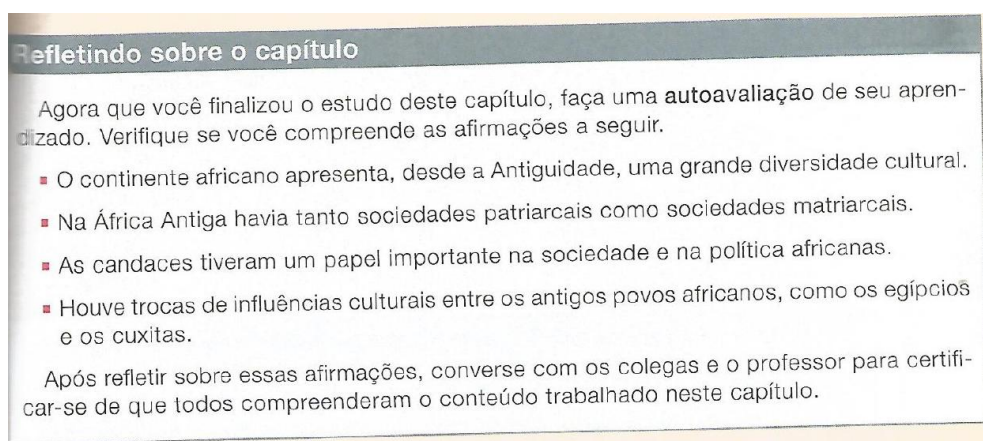 Refletindo sobre o capítulo
Agora que você finalizou o estudo deste capítulo, faça uma autoavaliação de seu apren-
dizado. Verifique se você compreende as afirmações a seguir.
▪ O continente africano apresenta, desde a Antiguidade, uma grande diversidade cultural.
▪ Na África Antiga havia tanto sociedades patriarcais como sociedades matriarcais.
▪ As candaces tiveram um papel importante na sociedade e na política africanas.
▪ Houve trocas de influências culturais entre os antigos povos africanos, como os egípcios
e os cuxitas.
Após refletir sobre essas afirmações, converse com os colegas e o professor para certifi-
car-se de que todos compreenderam o conteúdo trabalhado neste capítulo.